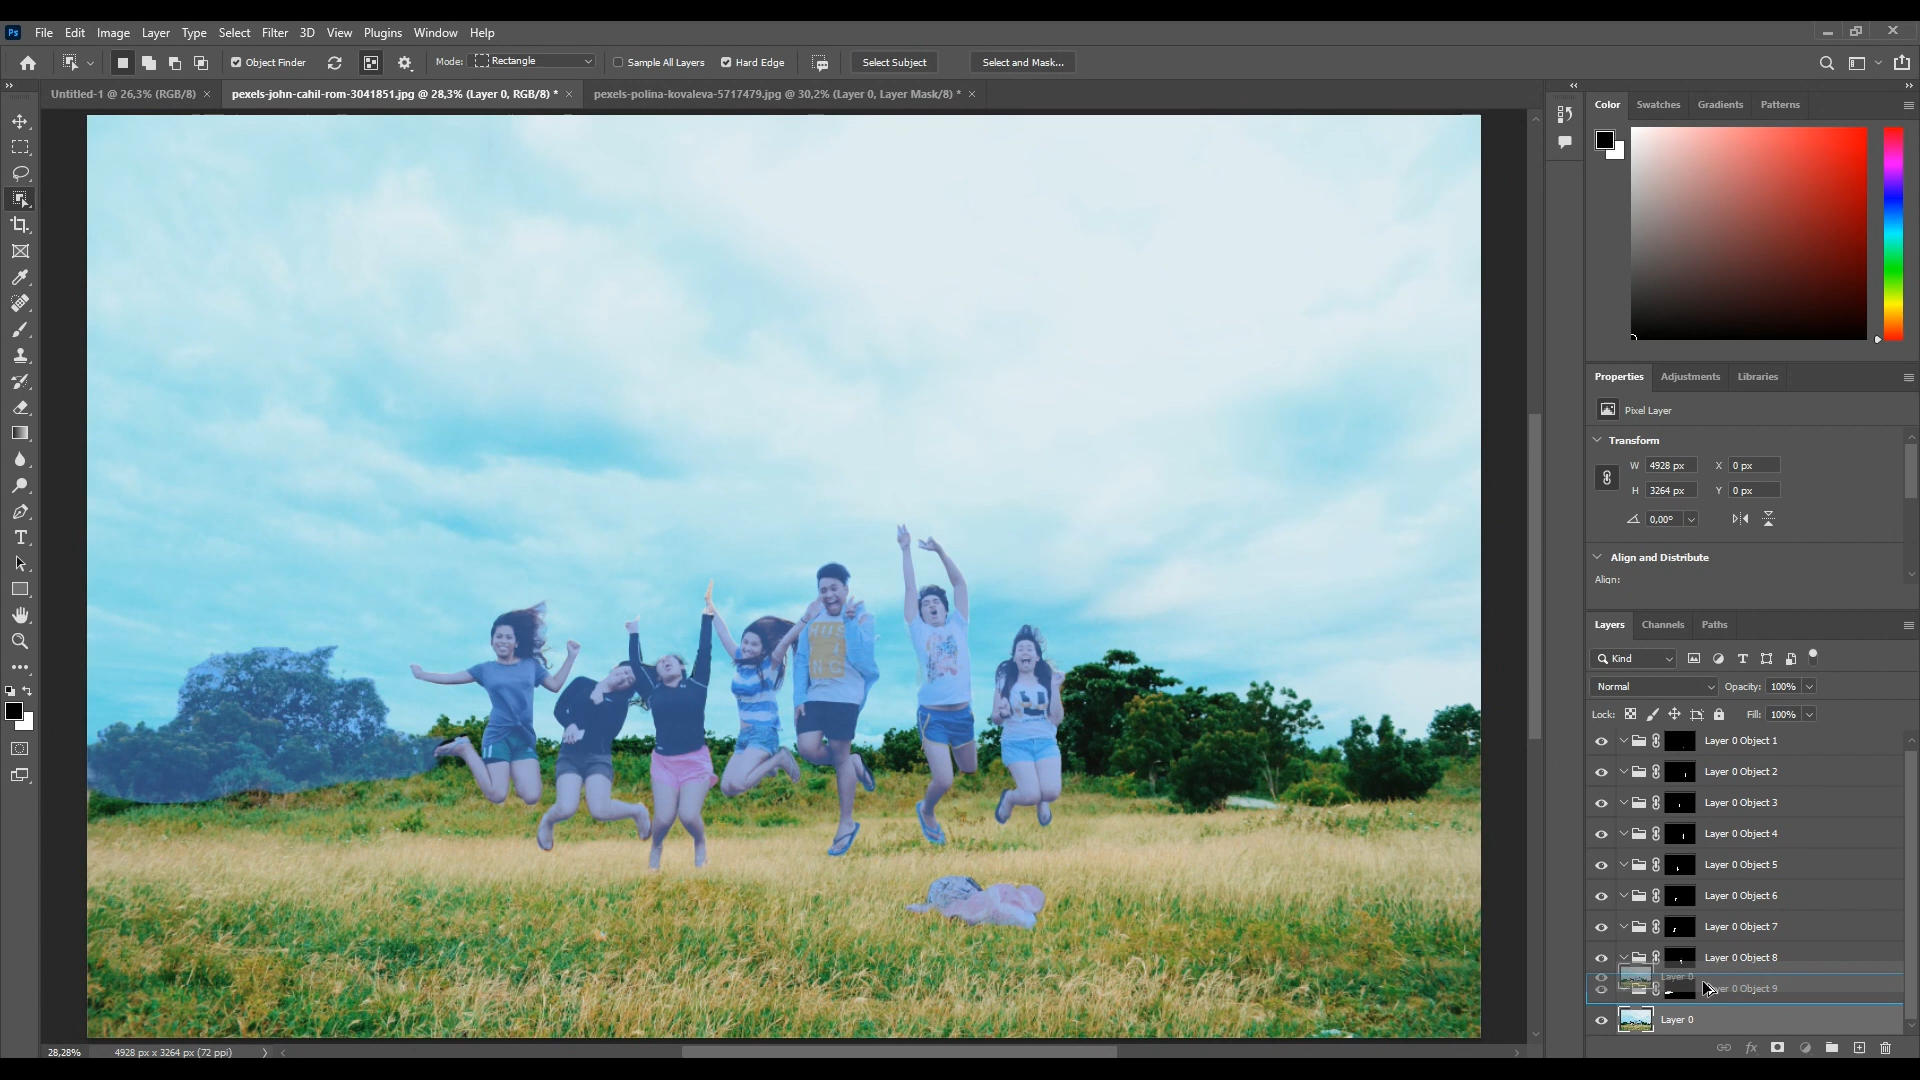 Ps File Edit Image Layer Type Select Filter 3D View Plugins Window Help
Object Finder Mode: Rectangle Sample All Layers Hard Edge Select Subject Select and Mask...
Untitled-1 @ 26,3% (RGB/8) × pexels-john-cahil-rom-3041851.jpg @ 28,3% (Layer 0, RGB/8) * × pexels-polina-kovaleva-5717479.jpg @ 30,2% (Layer 0, Layer Mask/8) * ×
Color Swatches Gradients Patterns
Properties Adjustments Libraries
Pixel Layer
Transform
W 4928 px X 0 px
H 3264 px Y 0 px
0,00°
Align and Distribute
Align:
Layers Channels Paths
Kind
Normal Opacity: 100%
Lock: Fill: 100%
Layer 0 Object 1
Layer 0 Object 2
Layer 0 Object 3
Layer 0 Object 4
Layer 0 Object 5
Layer 0 Object 6
Layer 0 Object 7
Layer 0 Object 8
Layer 0
Layer 0 Object 9
Layer 0
28,28% 4928 px x 3264 px (72 ppi)